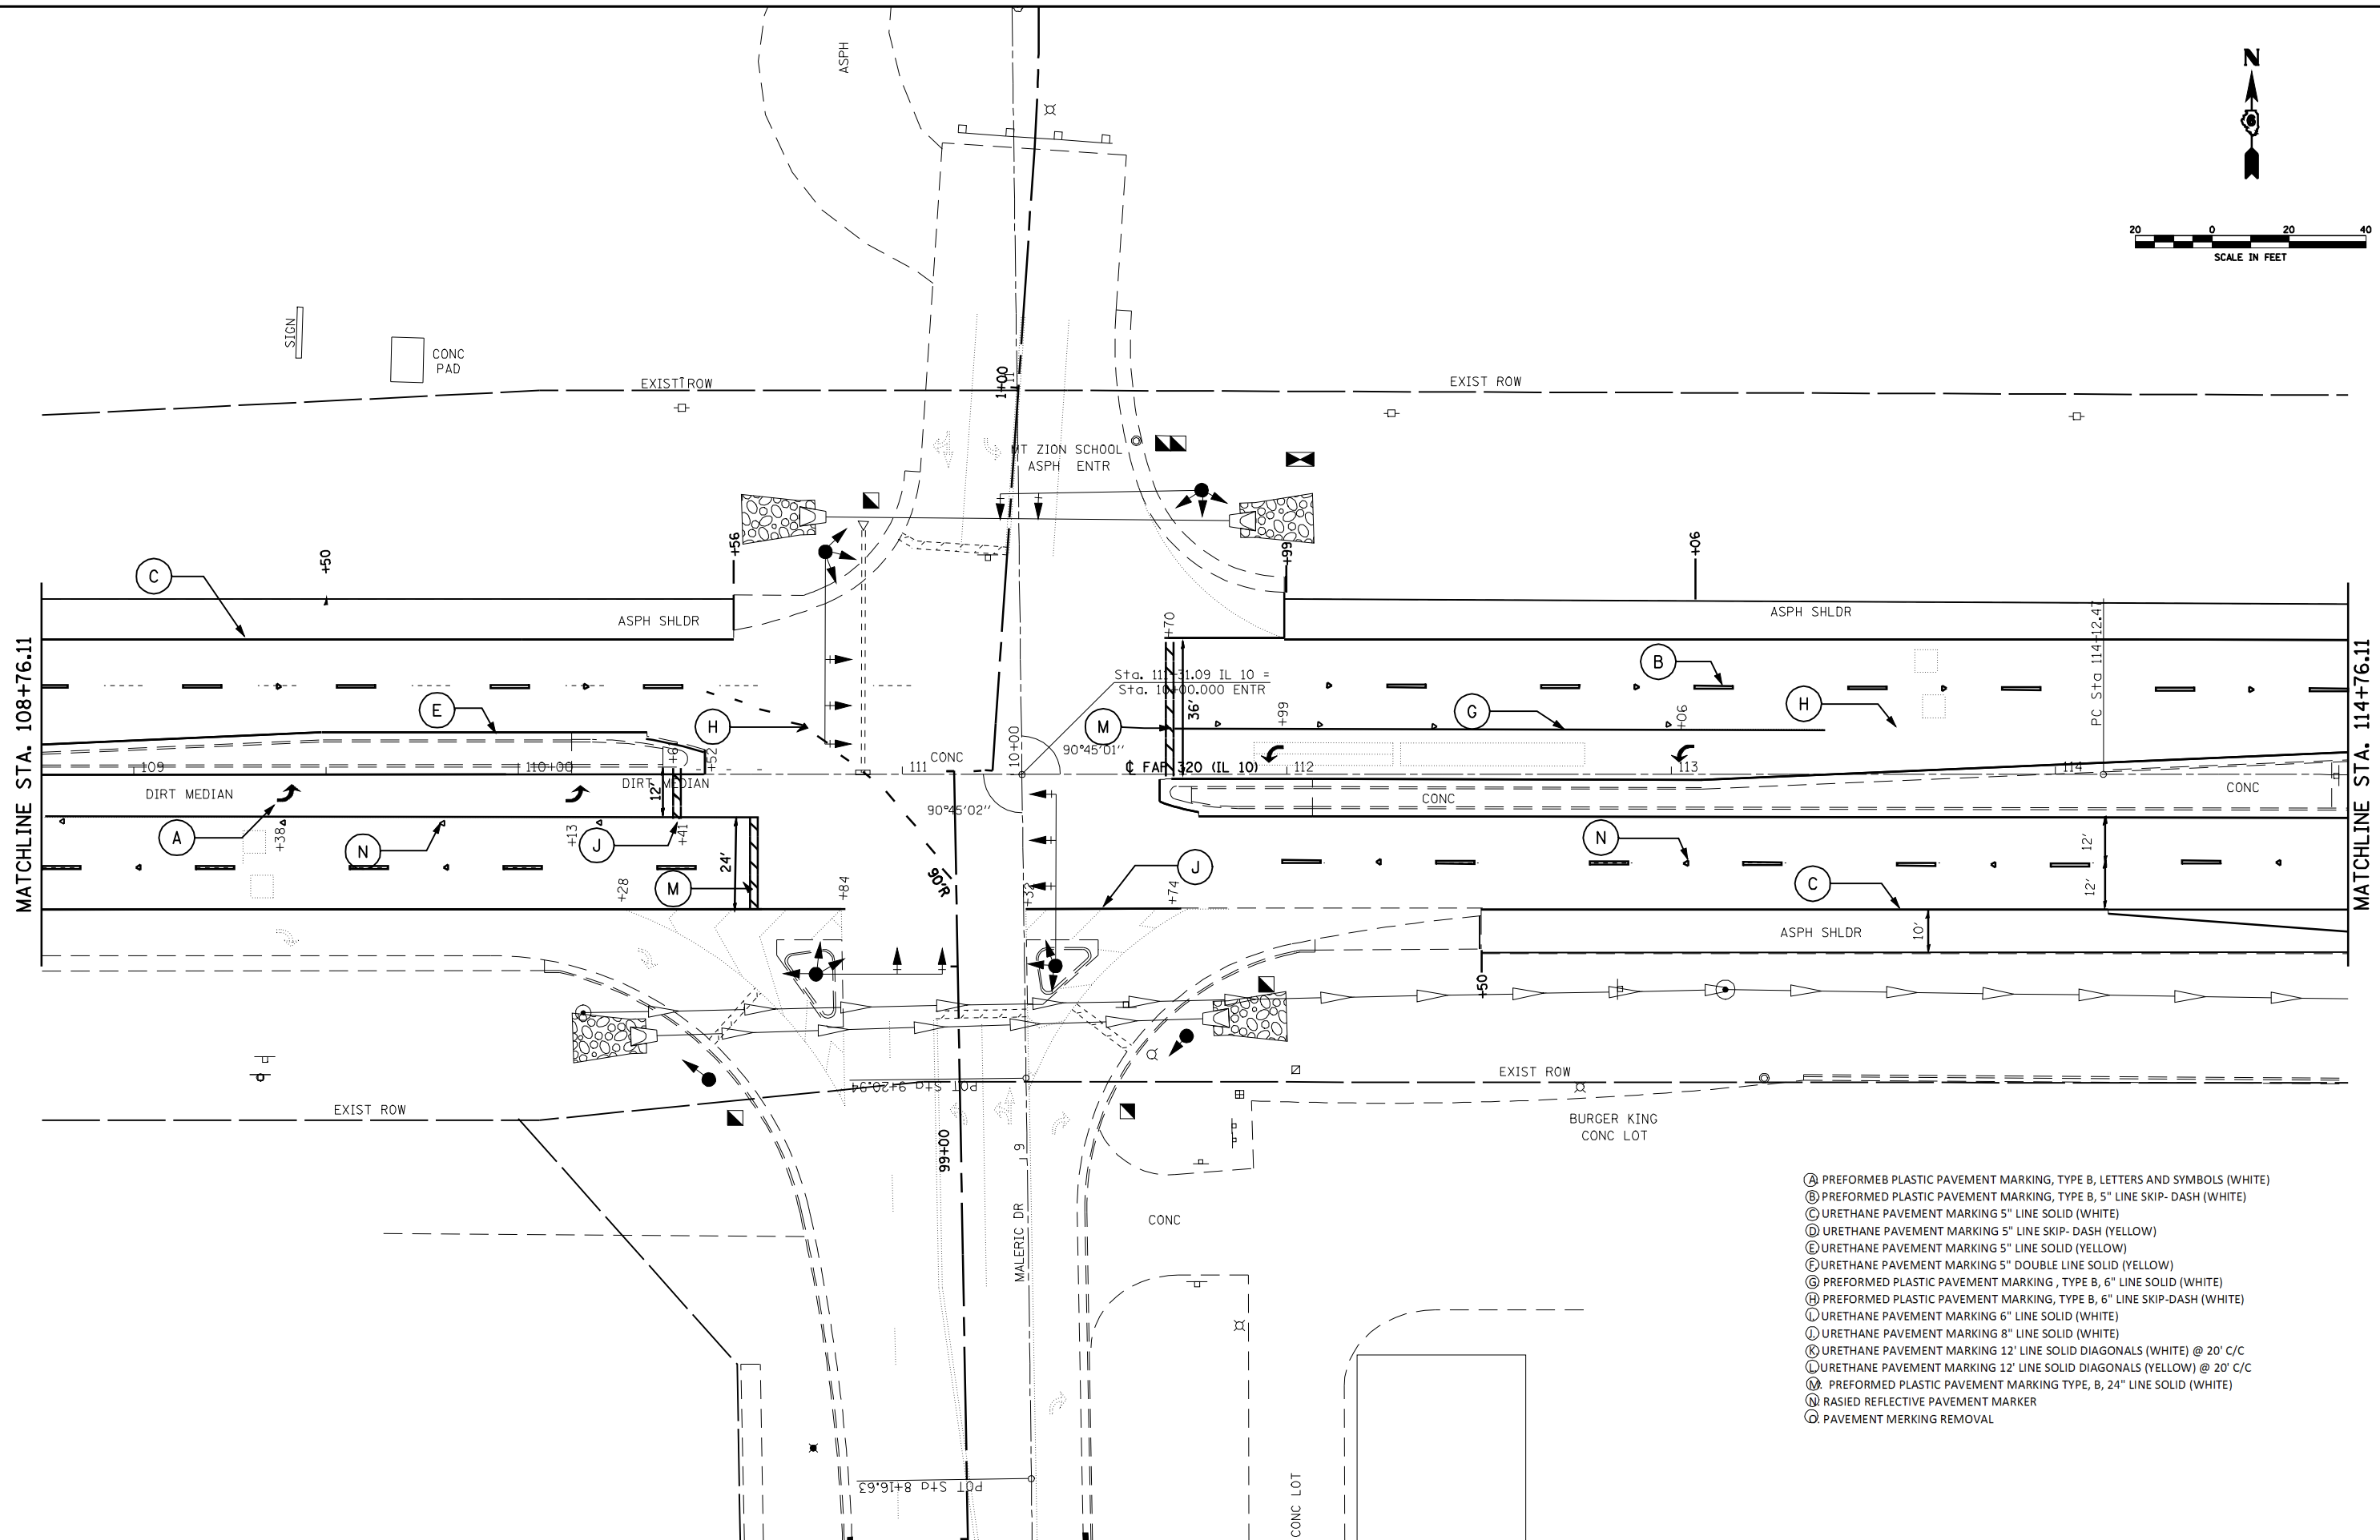 N
20 0 20 40
SCALE IN FEET
ASPH
SIGN
CONC
PAD
EXIST ROW
EXIST ROW
1+00
11
MT ZION SCHOOL
ASPH ENTR
MATCHLINE STA. 108+76.11
MATCHLINE STA. 114+76.11
C
+50
+56
+99
+06
ASPH SHLDR
ASPH SHLDR
+70
PC Sta 114+12.47
Sta. 111+31.09 IL 10 =
Sta. 10+00.000 ENTR
B
E
H
M
36'
+99
G
+06
H
10+00
90°45'01''
109
110+00
+6
+52
111
CONC
₵ FAP 320 (IL 10)
112
113
114
DIRT MEDIAN
DIRT MEDIAN
12'
90°45'02''
CONC
CONC
A
+38
N
+13
J
+41
24'
M
+28
+84
90'R
+32
+74
J
N
C
12'
12'
ASPH SHLDR
10'
+50
EXIST ROW
POT Sta 9+20.94
EXIST ROW
BURGER KING
CONC LOT
99+00
9
MALERIC DR
CONC
POT Sta 8+16.63
CONC LOT
A. PREFORMEB PLASTIC PAVEMENT MARKING, TYPE B, LETTERS AND SYMBOLS (WHITE)
B. PREFORMED PLASTIC PAVEMENT MARKING, TYPE B, 5" LINE SKIP- DASH (WHITE)
C. URETHANE PAVEMENT MARKING 5" LINE SOLID (WHITE)
D. URETHANE PAVEMENT MARKING 5" LINE SKIP- DASH (YELLOW)
E. URETHANE PAVEMENT MARKING 5" LINE SOLID (YELLOW)
F. URETHANE PAVEMENT MARKING 5" DOUBLE LINE SOLID (YELLOW)
G. PREFORMED PLASTIC PAVEMENT MARKING , TYPE B, 6" LINE SOLID (WHITE)
H. PREFORMED PLASTIC PAVEMENT MARKING, TYPE B, 6" LINE SKIP-DASH (WHITE)
I. URETHANE PAVEMENT MARKING 6" LINE SOLID (WHITE)
J. URETHANE PAVEMENT MARKING 8" LINE SOLID (WHITE)
K. URETHANE PAVEMENT MARKING 12' LINE SOLID DIAGONALS (WHITE) @ 20' C/C
L. URETHANE PAVEMENT MARKING 12' LINE SOLID DIAGONALS (YELLOW) @ 20' C/C
M. PREFORMED PLASTIC PAVEMENT MARKING TYPE, B, 24" LINE SOLID (WHITE)
N. RASIED REFLECTIVE PAVEMENT MARKER
O. PAVEMENT MERKING REMOVAL